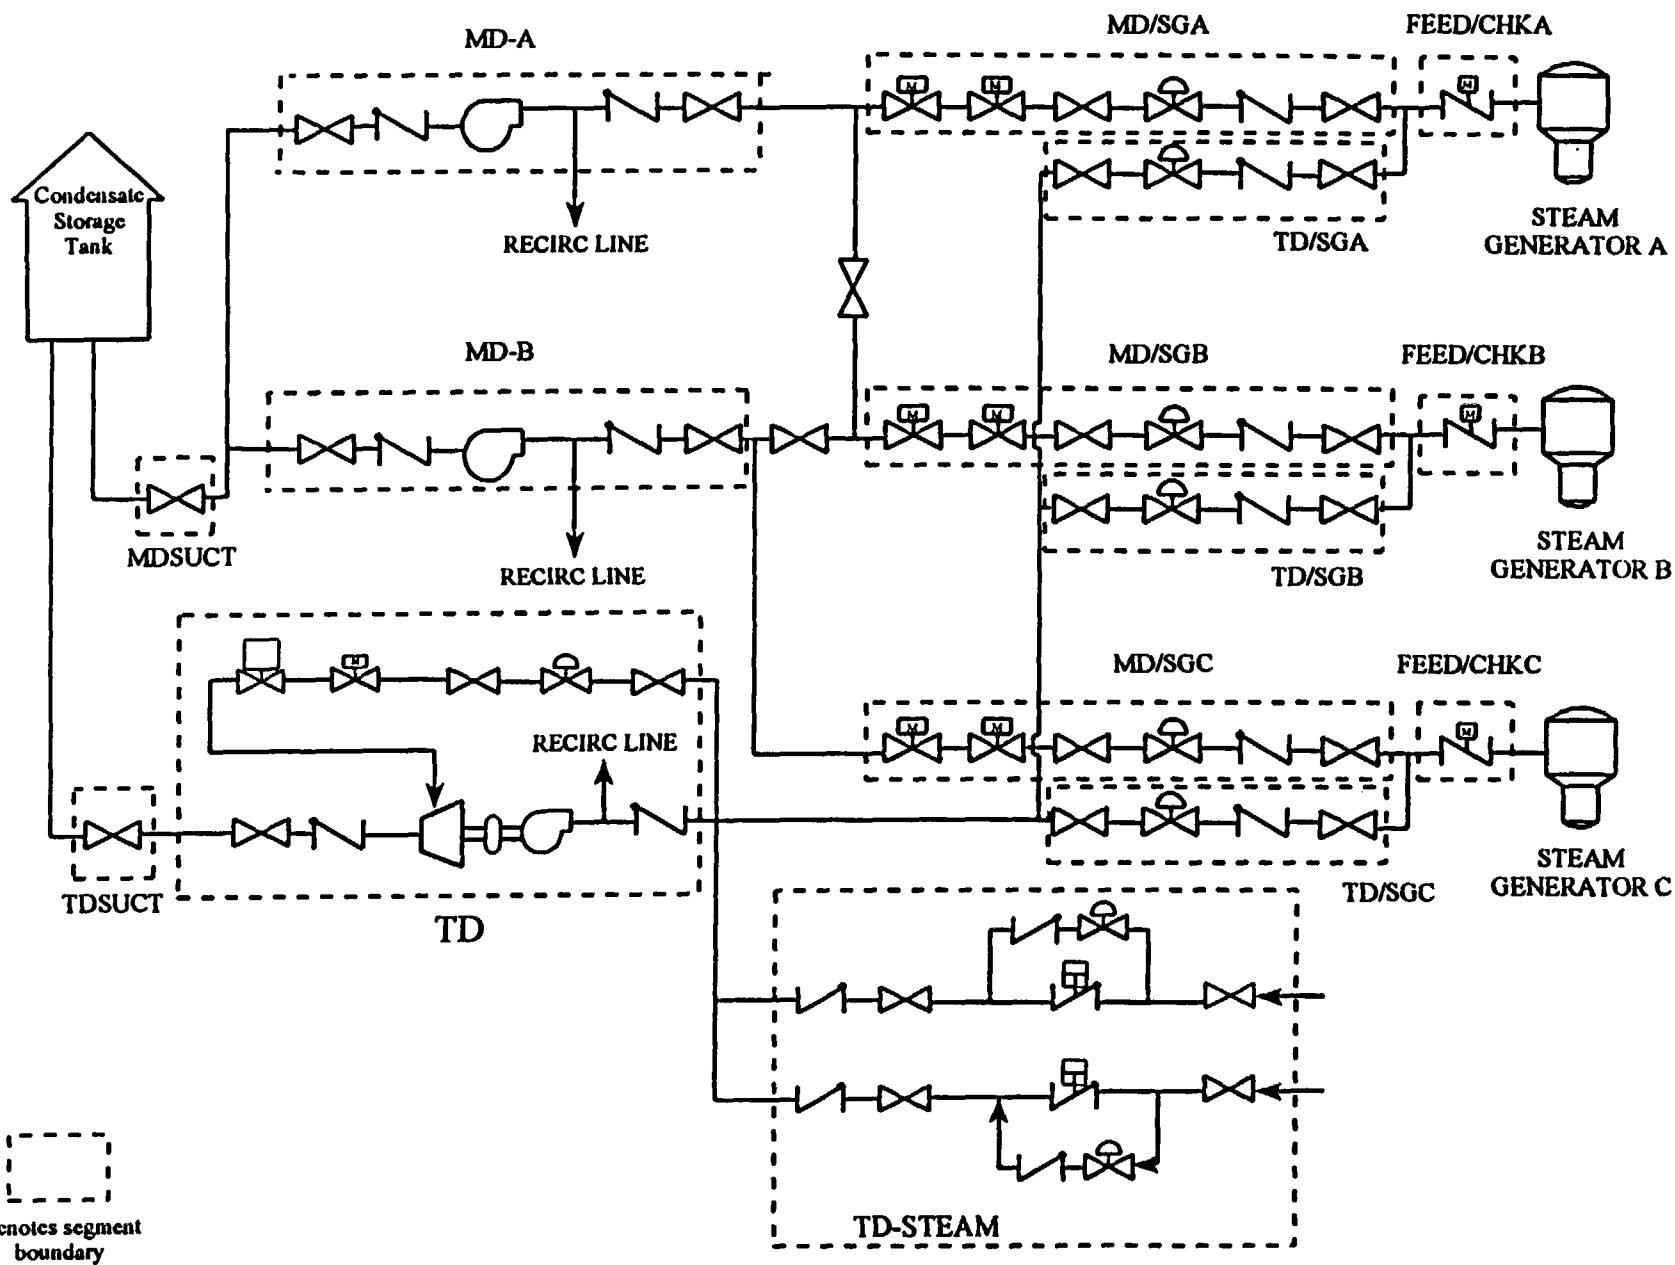 MD-A
MD/SGA
FEED/CHKA
M
M
M
Condensate
Storage
Tank
RECIRC LINE
TD/SGA
STEAM
GENERATOR A
MD-B
MD/SGB
FEED/CHKB
M
M
M
MDSUCT
RECIRC LINE
TD/SGB
STEAM
GENERATOR B
M
MD/SGC
FEED/CHKC
M
M
M
RECIRC LINE
TDSUCT
TD
TD/SGC
STEAM
GENERATOR C
TD-STEAM
enotes segment
boundary